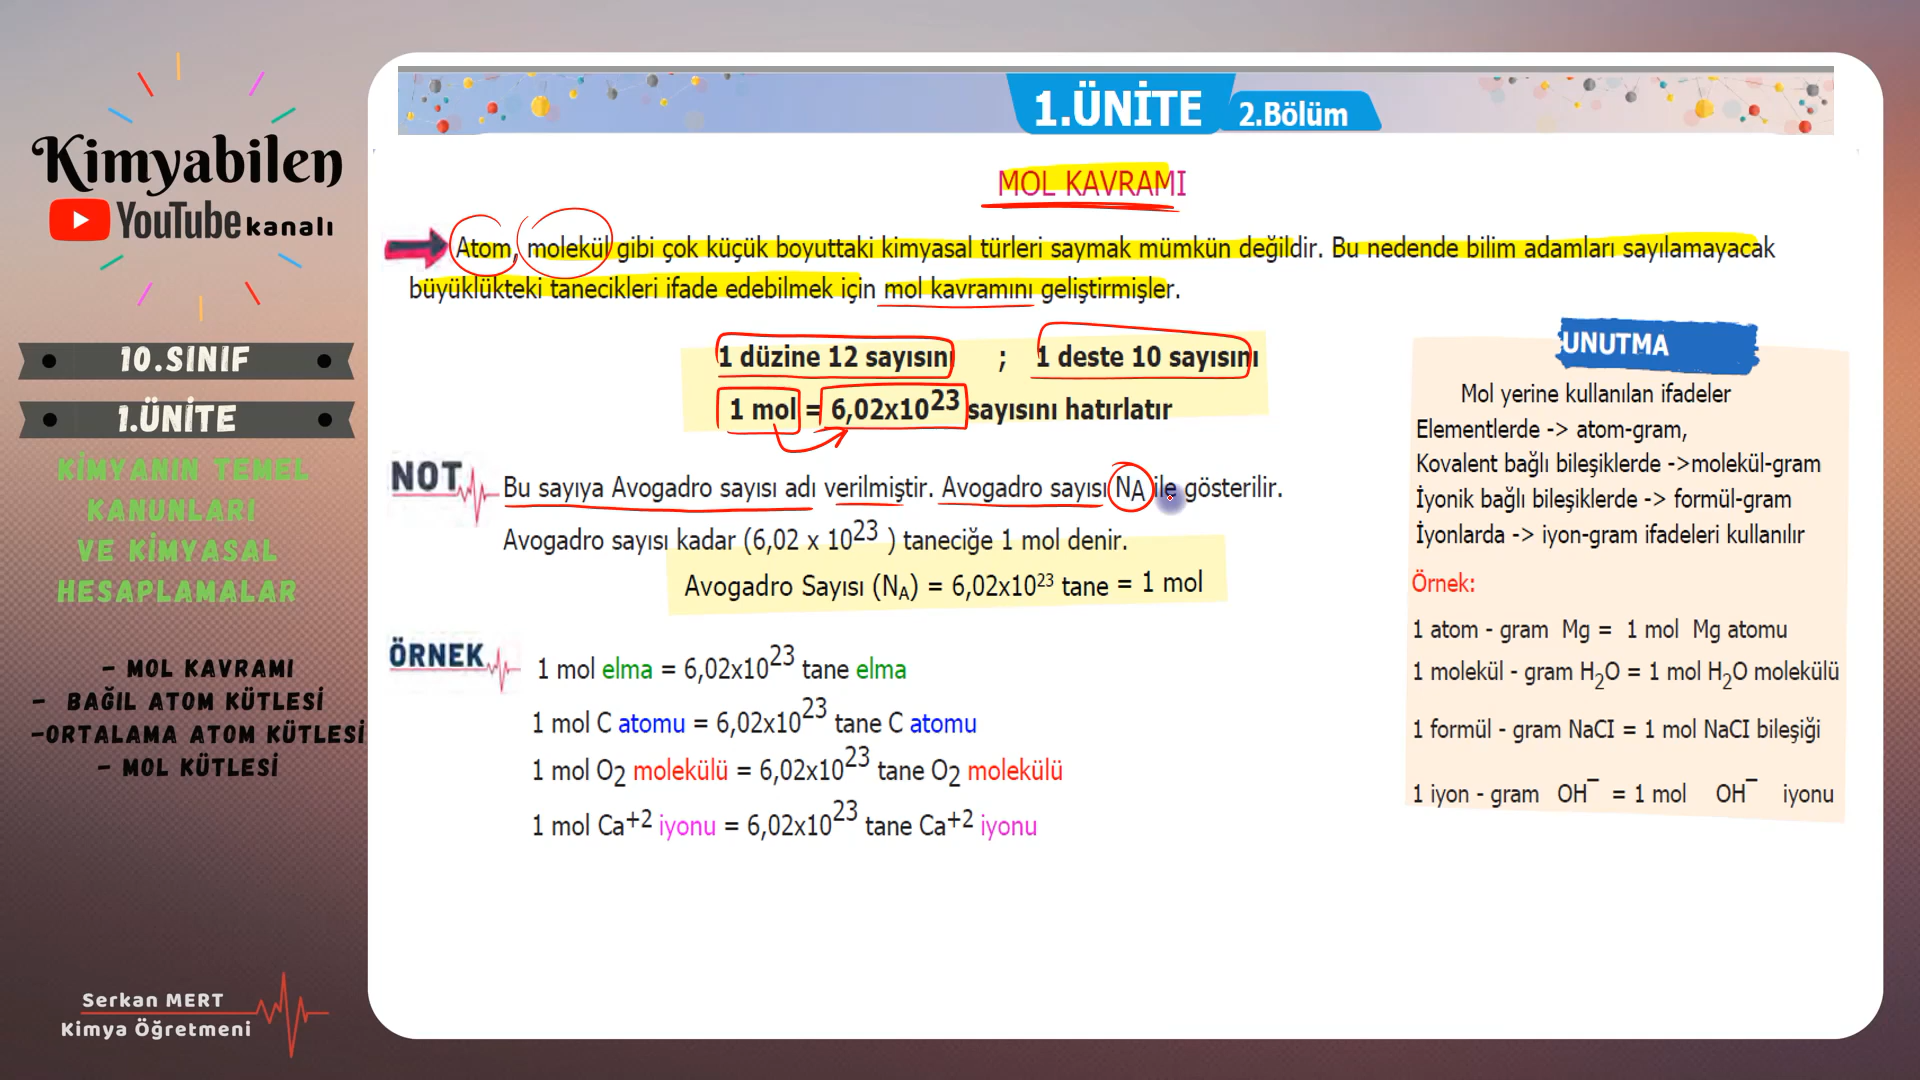 Kimyabilen
YouTube kanalı
10.SINIF
1.ÜNİTE
KİMYANIN TEMEL
KANUNLARI
VE KİMYASAL
HESAPLAMALAR
- MOL KAVRAMI
- BAĞIL ATOM KÜTLESİ
-ORTALAMA ATOM KÜTLESİ
- MOL KÜTLESİ
Serkan MERT
Kimya Öğretmeni
1.ÜNİTE 2.Bölüm
MOL KAVRAMI
Atom, molekül gibi çok küçük boyuttaki kimyasal türleri saymak mümkün değildir. Bu nedende bilim adamları sayılamayacak
büyüklükteki tanecikleri ifade edebilmek için mol kavramını geliştirmişler.
1 düzine 12 sayısını ; 1 deste 10 sayısını
1 mol = 6,02x10²³ sayısını hatırlatır
NOT Bu sayıya Avogadro sayısı adı verilmiştir. Avogadro sayısı NA ile gösterilir.
Avogadro sayısı kadar (6,02 x 10²³ ) taneciğe 1 mol denir.
Avogadro Sayısı (NA) = 6,02x10²³ tane = 1 mol
ÖRNEK 1 mol elma = 6,02x10²³ tane elma
1 mol C atomu = 6,02x10²³ tane C atomu
1 mol O₂ molekülü = 6,02x10²³ tane O₂ molekülü
1 mol Ca⁺² iyonu = 6,02x10²³ tane Ca⁺² iyonu
UNUTMA
Mol yerine kullanılan ifadeler
Elementlerde -> atom-gram,
Kovalent bağlı bileşiklerde ->molekül-gram
İyonik bağlı bileşiklerde -> formül-gram
İyonlarda -> iyon-gram ifadeleri kullanılır
Örnek:
1 atom - gram Mg = 1 mol Mg atomu
1 molekül - gram H₂O = 1 mol H₂O molekülü
1 formül - gram NaCI = 1 mol NaCI bileşiği
1 iyon - gram OH⁻ = 1 mol OH⁻ iyonu